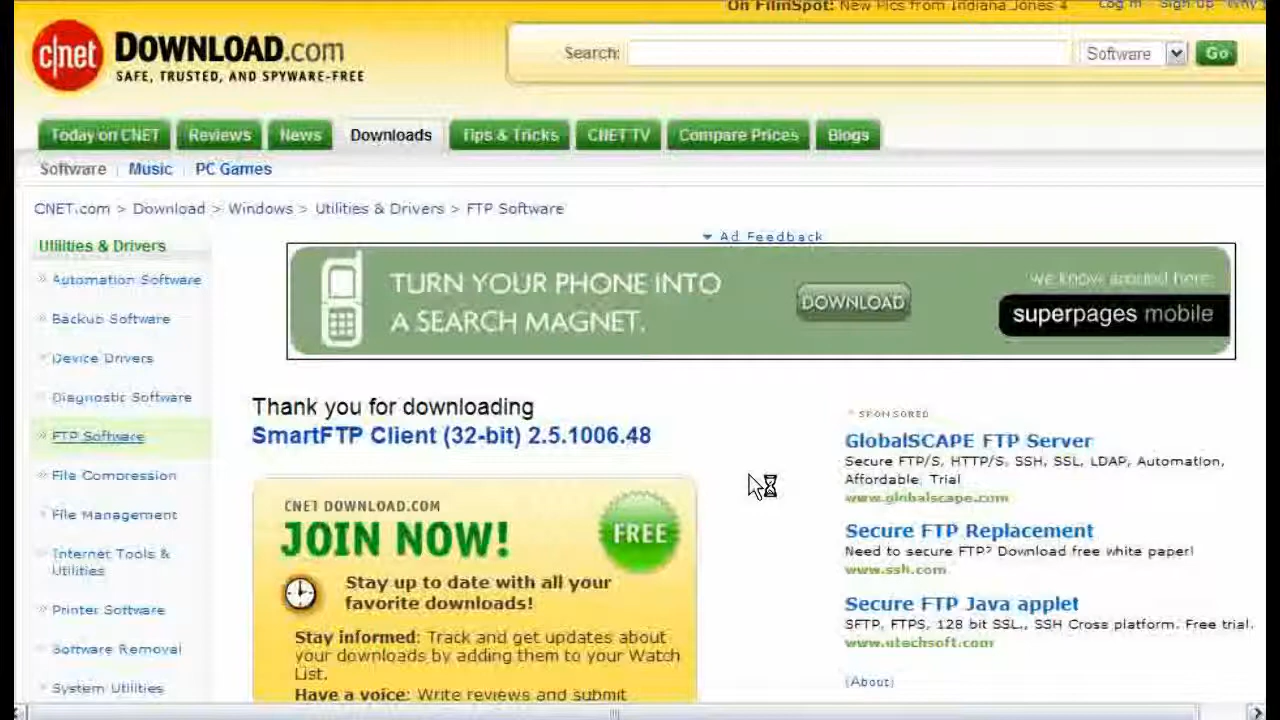 On FilmSpot: New Pics from Indiana Jones 4 Log in Sign up Why
c|net DOWNLOAD.com
SAFE, TRUSTED, AND SPYWARE-FREE
Search: Software Go
Today on CNET Reviews News Downloads Tips & Tricks CNET TV Compare Prices Blogs
Software Music PC Games
CNET.com > Download > Windows > Utilities & Drivers > FTP Software
Utilities & Drivers
» Automation Software
» Backup Software
» Device Drivers
» Diagnostic Software
» FTP Software
» File Compression
» File Management
» Internet Tools &
Utilities
» Printer Software
» Software Removal
» System Utilities
Ad Feedback
TURN YOUR PHONE INTO
A SEARCH MAGNET.
DOWNLOAD
we know around here.
superpages mobile
Thank you for downloading
SmartFTP Client (32-bit) 2.5.1006.48
CNET DOWNLOAD.COM
JOIN NOW!
FREE
Stay up to date with all your
favorite downloads!
Stay informed: Track and get updates about
your downloads by adding them to your Watch
List.
Have a voice: Write reviews and submit
SPONSORED
GlobalSCAPE FTP Server
Secure FTP/S, HTTP/S, SSH, SSL, LDAP, Automation,
Affordable. Trial
www.globalscape.com
Secure FTP Replacement
Need to secure FTP? Download free white paper!
www.ssh.com
Secure FTP Java applet
SFTP, FTPS, 128 bit SSL., SSH Cross platform. Free trial.
www.utechsoft.com
(About)